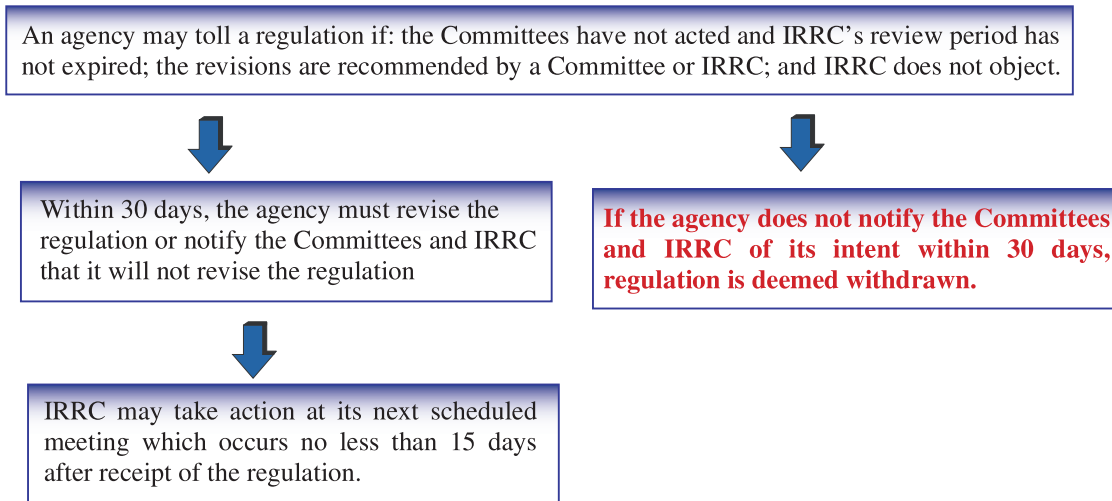 An agency may toll a regulation if: the Committees have not acted and IRRC's review period has
not expired; the revisions are recommended by a Committee or IRRC; and IRRC does not object.
Within 30 days, the agency must revise the
regulation or notify the Committees and IRRC
that it will not revise the regulation
If the agency does not notify the Committees
and IRRC of its intent within 30 days,
regulation is deemed withdrawn.
IRRC may take action at its next scheduled
meeting which occurs no less than 15 days
after receipt of the regulation.